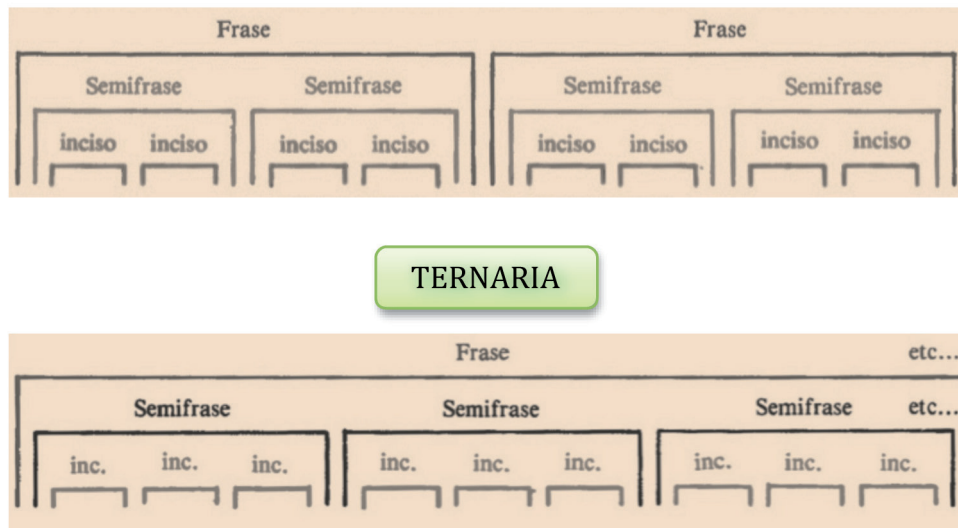 Frase Frase
Semifrase Semifrase Semifrase Semifrase
inciso inciso inciso inciso inciso inciso inciso inciso
TERNARIA
Frase etc...
Semifrase Semifrase Semifrase etc...
inc. inc. inc. inc. inc. inc. inc. inc. inc.